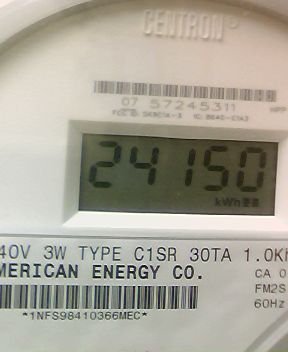 CENTRON®
07 57245311
24150
kWh
40V 3W TYPE C1SR 30TA 1.0Kh
MERICAN ENERGY CO.
CA 0
FM2S
60Hz
*1NFS98410366MEC*